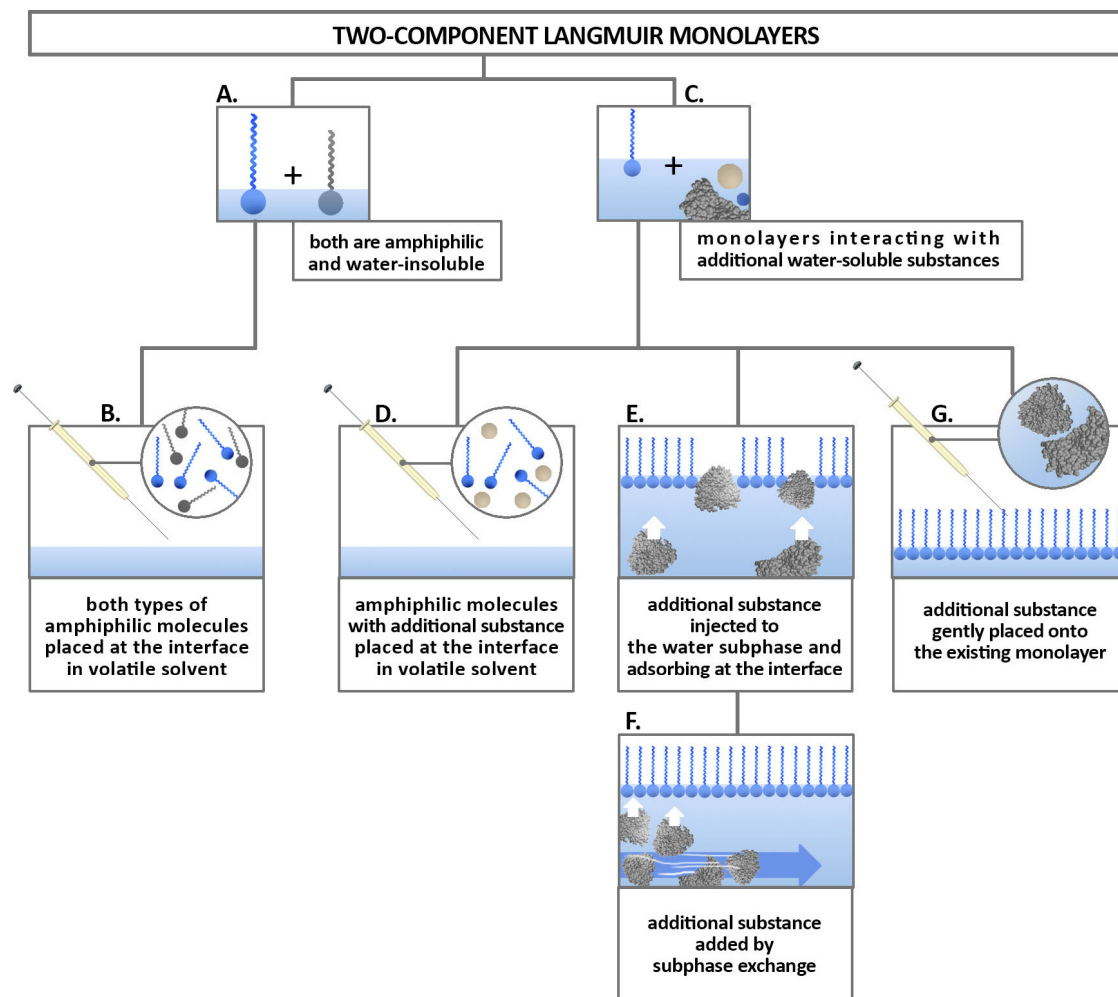 TWO-COMPONENT LANGMUIR MONOLAYERS
A.
C.
+
+
both are amphiphilic
and water-insoluble
monolayers interacting with
additional water-soluble substances
B.
D.
E.
G.
both types of
amphiphilic molecules
placed at the interface
in volatile solvent
amphiphilic molecules
with additional substance
placed at the interface
in volatile solvent
additional substance
injected to
the water subphase and
adsorbing at the interface
additional substance
gently placed onto
the existing monolayer
F.
additional substance
added by
subphase exchange